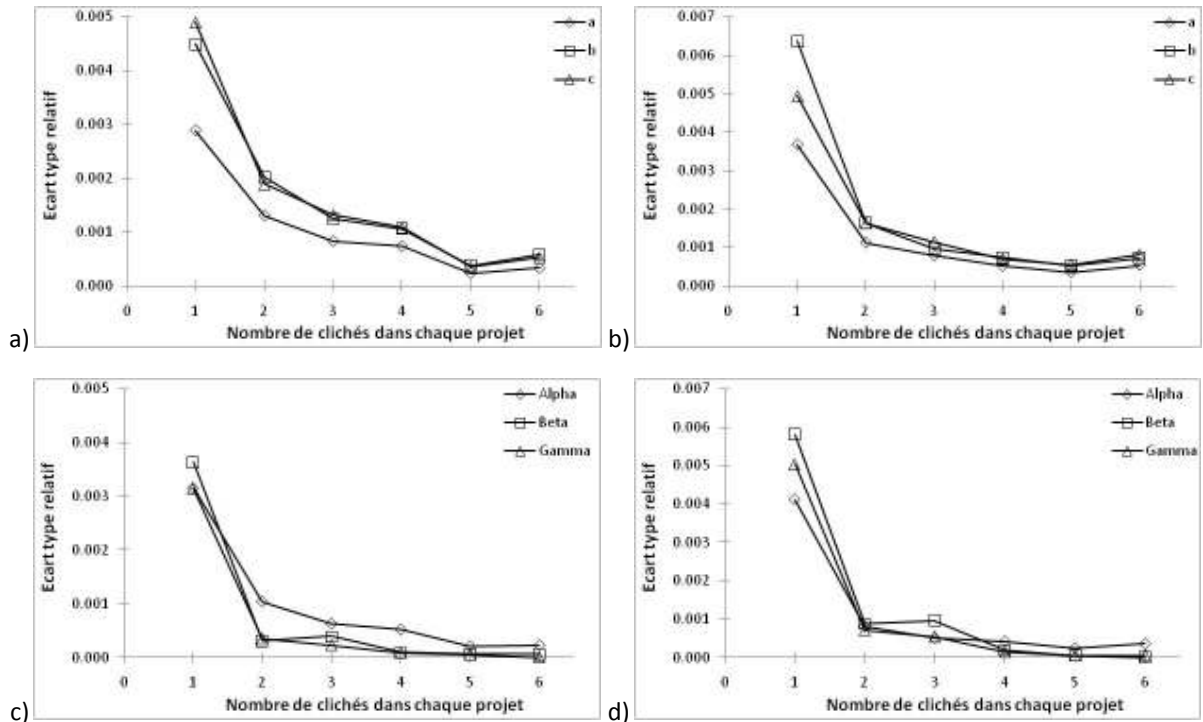 0.005
0.004
0.003
0.002
0.001
0.000
0 1 2 3 4 5 6
Ecart type relatif
Nombre de clichés dans chaque projet
a
b
c
a)
0.007
0.006
0.005
0.004
0.003
0.002
0.001
0.000
0 1 2 3 4 5 6
Ecart type relatif
Nombre de clichés dans chaque projet
a
b
c
b)
0.005
0.004
0.003
0.002
0.001
0.000
0 1 2 3 4 5 6
Ecart type relatif
Nombre de clichés dans chaque projet
Alpha
Beta
Gamma
c)
0.007
0.006
0.005
0.004
0.003
0.002
0.001
0.000
0 1 2 3 4 5 6
Ecart type relatif
Nombre de clichés dans chaque projet
Alpha
Beta
Gamma
d)